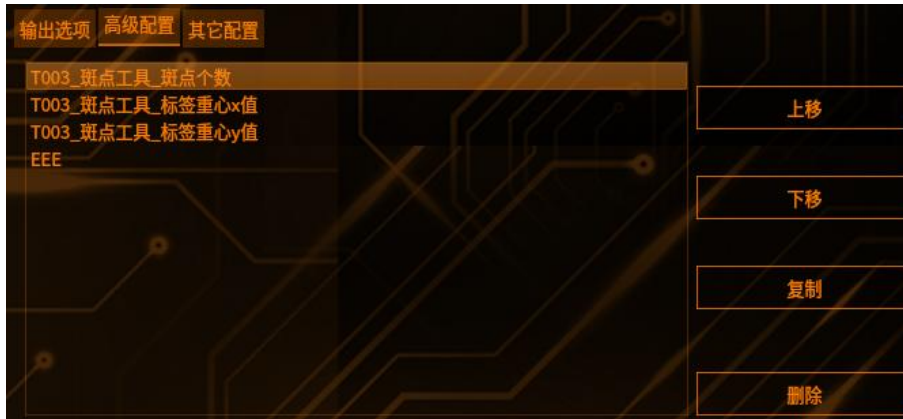 输出选项 高级配置 其它配置
T003_斑点工具_斑点个数
T003_斑点工具_标签重心x值
T003_斑点工具_标签重心y值
EEE
上移
下移
复制
删除